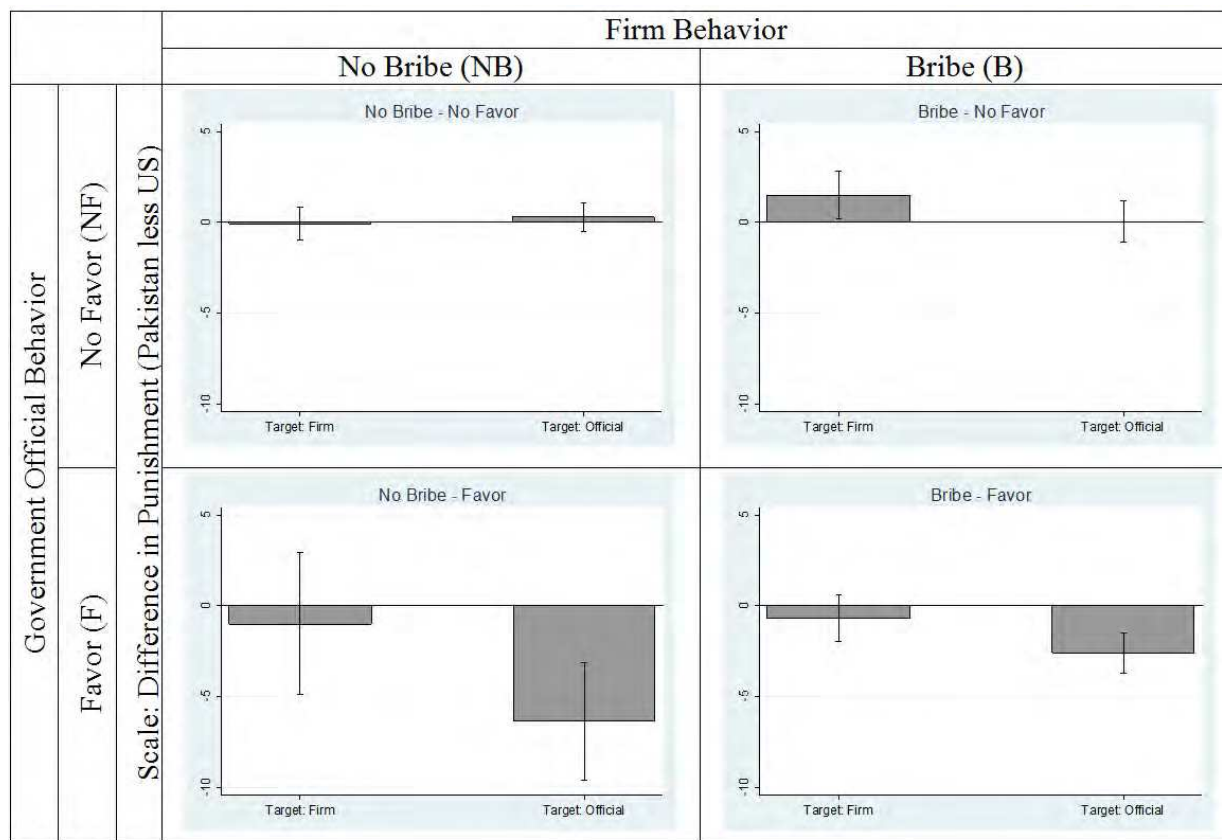 Firm Behavior
No Bribe (NB)
Bribe (B)
Government Official Behavior
No Favor (NF)
Favor (F)
Scale: Difference in Punishment (Pakistan less US)
No Bribe - No Favor
5
0
-5
-10
Target: Firm Target: Official
Bribe - No Favor
5
0
-5
-10
Target: Firm Target: Official
No Bribe - Favor
5
0
-5
-10
Target: Firm Target: Official
Bribe - Favor
5
0
-5
-10
Target: Firm Target: Official